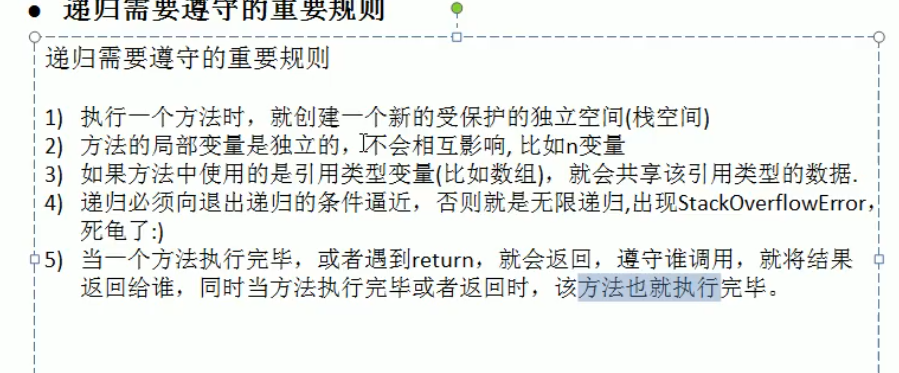 ● 递归需要遵守的重要规则
递归需要遵守的重要规则
1) 执行一个方法时，就创建一个新的受保护的独立空间(栈空间)
2) 方法的局部变量是独立的，不会相互影响, 比如n变量
3) 如果方法中使用的是引用类型变量(比如数组)，就会共享该引用类型的数据.
4) 递归必须向退出递归的条件逼近，否则就是无限递归,出现StackOverflowError，
死龟了:)
5) 当一个方法执行完毕，或者遇到return，就会返回，遵守谁调用，就将结果
返回给谁，同时当方法执行完毕或者返回时，该方法也就执行完毕。